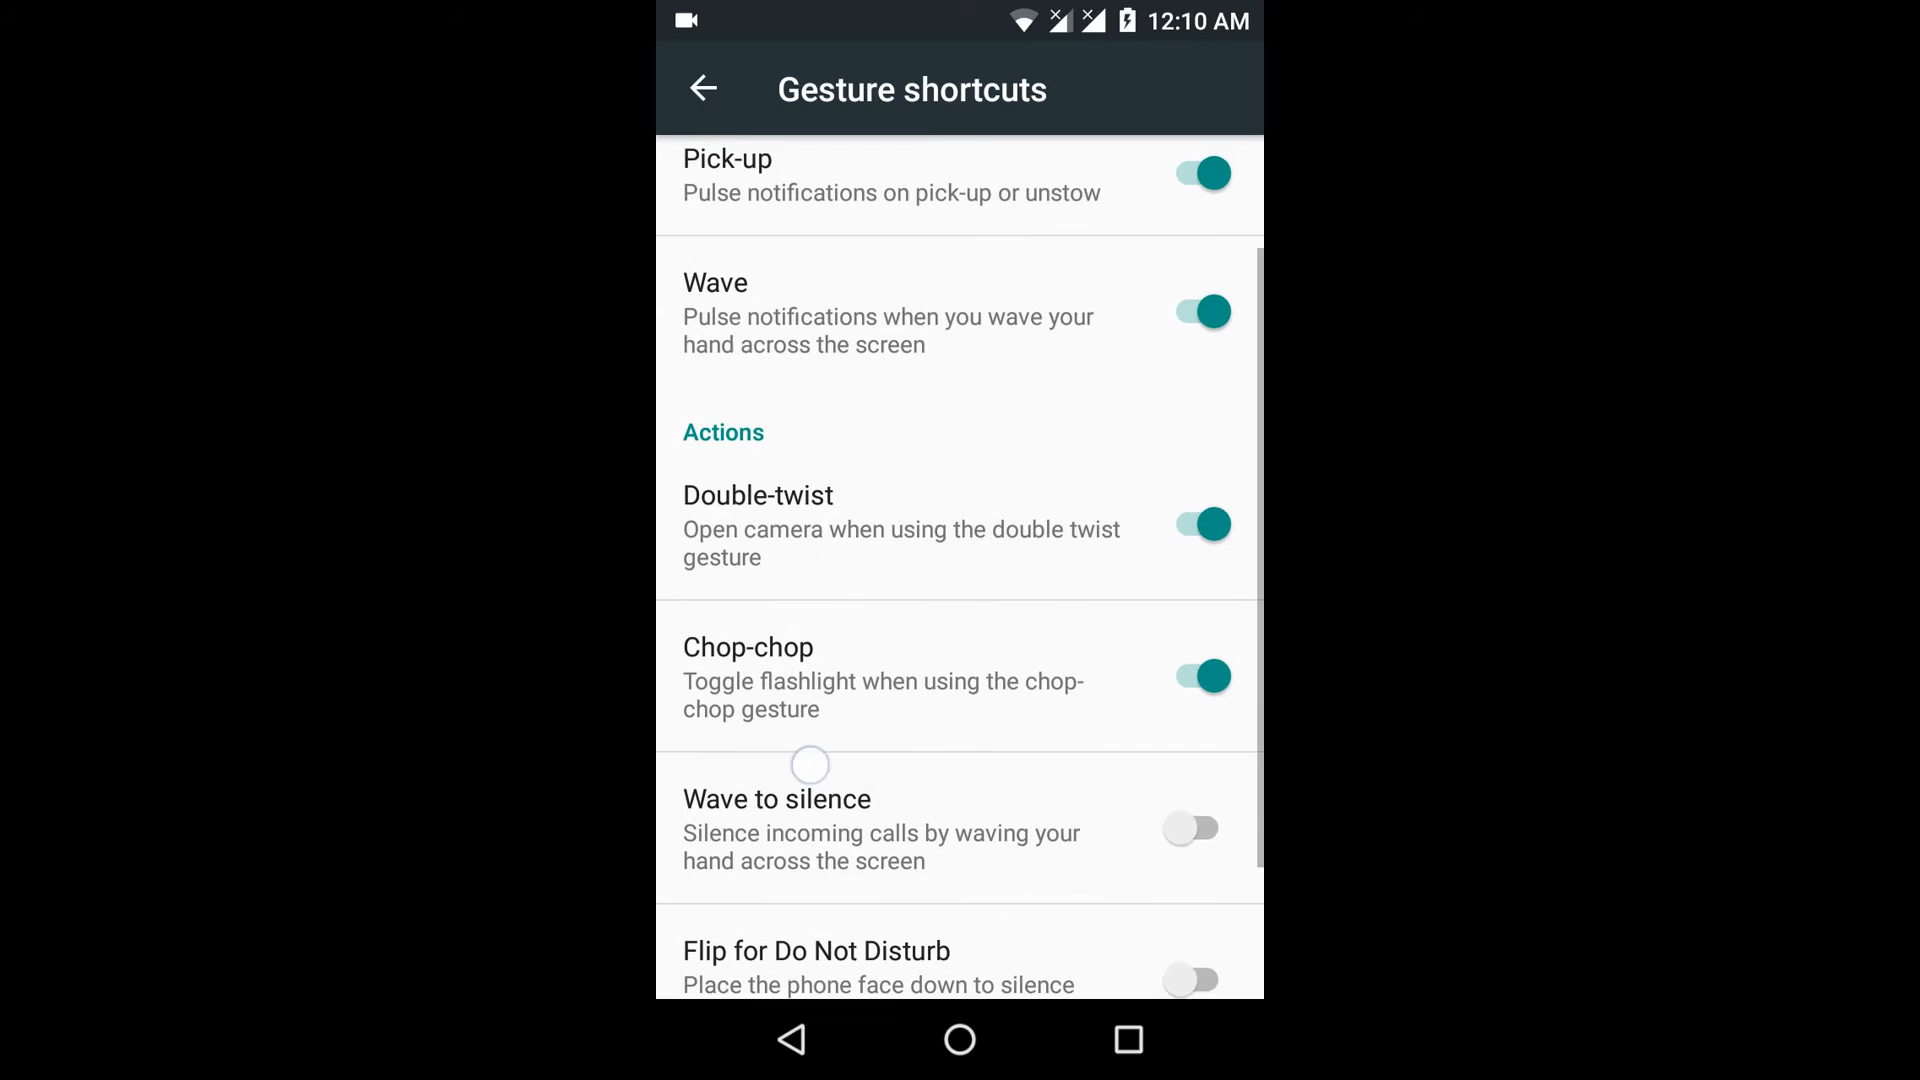 12:10 AM
Gesture shortcuts
Pick-up
Pulse notifications on pick-up or unstow
Wave
Pulse notifications when you wave your
hand across the screen
Actions
Double-twist
Open camera when using the double twist
gesture
Chop-chop
Toggle flashlight when using the chop-
chop gesture
Wave to silence
Silence incoming calls by waving your
hand across the screen
Flip for Do Not Disturb
Place the phone face down to silence